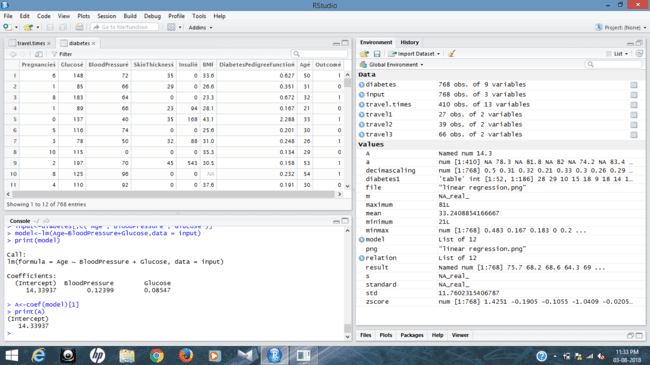 RStudio
File Edit Code View Plots Session Build Debug Profile Tools Help
Go to file/function Addins
Project: (None)
travel.times diabetes
Filter
Pregnancies Glucose BloodPressure SkinThickness Insulin BMI DiabetesPedigreeFunction Age Outcome
1 6 148 72 35 0 33.6 0.627 50 1
2 1 85 66 29 0 26.6 0.351 31 0
3 8 183 64 0 0 23.3 0.672 32 1
4 1 89 66 23 94 28.1 0.167 21 0
5 0 137 40 35 168 43.1 2.288 33 1
6 5 116 74 0 0 25.6 0.201 30 0
7 3 78 50 32 88 31.0 0.248 26 1
8 10 115 0 0 0 35.3 0.134 29 0
9 2 197 70 45 543 30.5 0.158 53 1
10 8 125 96 0 0 NA 0.232 54 1
11 4 110 92 0 0 37.6 0.191 30 0
Showing 1 to 12 of 768 entries
Console ~/
> model<-lm(Age~BloodPressure+Glucose,data = input)
> print(model)
Call:
lm(formula = Age ~ BloodPressure + Glucose, data = input)
Coefficients:
(Intercept) BloodPressure Glucose
14.33937 0.12399 0.08547
> A<-coef(model)[1]
> print(A)
(Intercept)
14.33937
>
Environment History
Import Dataset List
Global Environment
Data
diabetes 768 obs. of 9 variables
input 768 obs. of 3 variables
travel.times 410 obs. of 13 variables
travel1 27 obs. of 2 variables
travel2 39 obs. of 2 variables
travel3 66 obs. of 2 variables
Values
A Named num 14.3
a num [1:410] NA 78.3 NA 81.8 NA 82 NA 74.2 NA 83.4 …
decimascaling num [1:768] 0.5 0.31 0.32 0.21 0.33 0.3 0.26 0.29 …
diabetes1 'table' int [1:52, 1:186] 28 29 10 15 18 9 18 14 1…
file "linear regression.png"
m NA_real_
maximum 81L
mean 33.2408854166667
minimum 21L
minmax num [1:768] 0.483 0.167 0.183 0 0.2 ...
model List of 12
png "linear regression.png"
relation List of 12
result Named num [1:768] 75.7 68.2 68.6 64.3 69 ...
s NA_real_
standard NA_real_
std 11.7602315406787
zscore num [1:768] 1.4251 -0.1905 -0.1055 -1.0409 -0.0205…
Files Plots Packages Help Viewer
hp
11:33 PM
03-08-2018